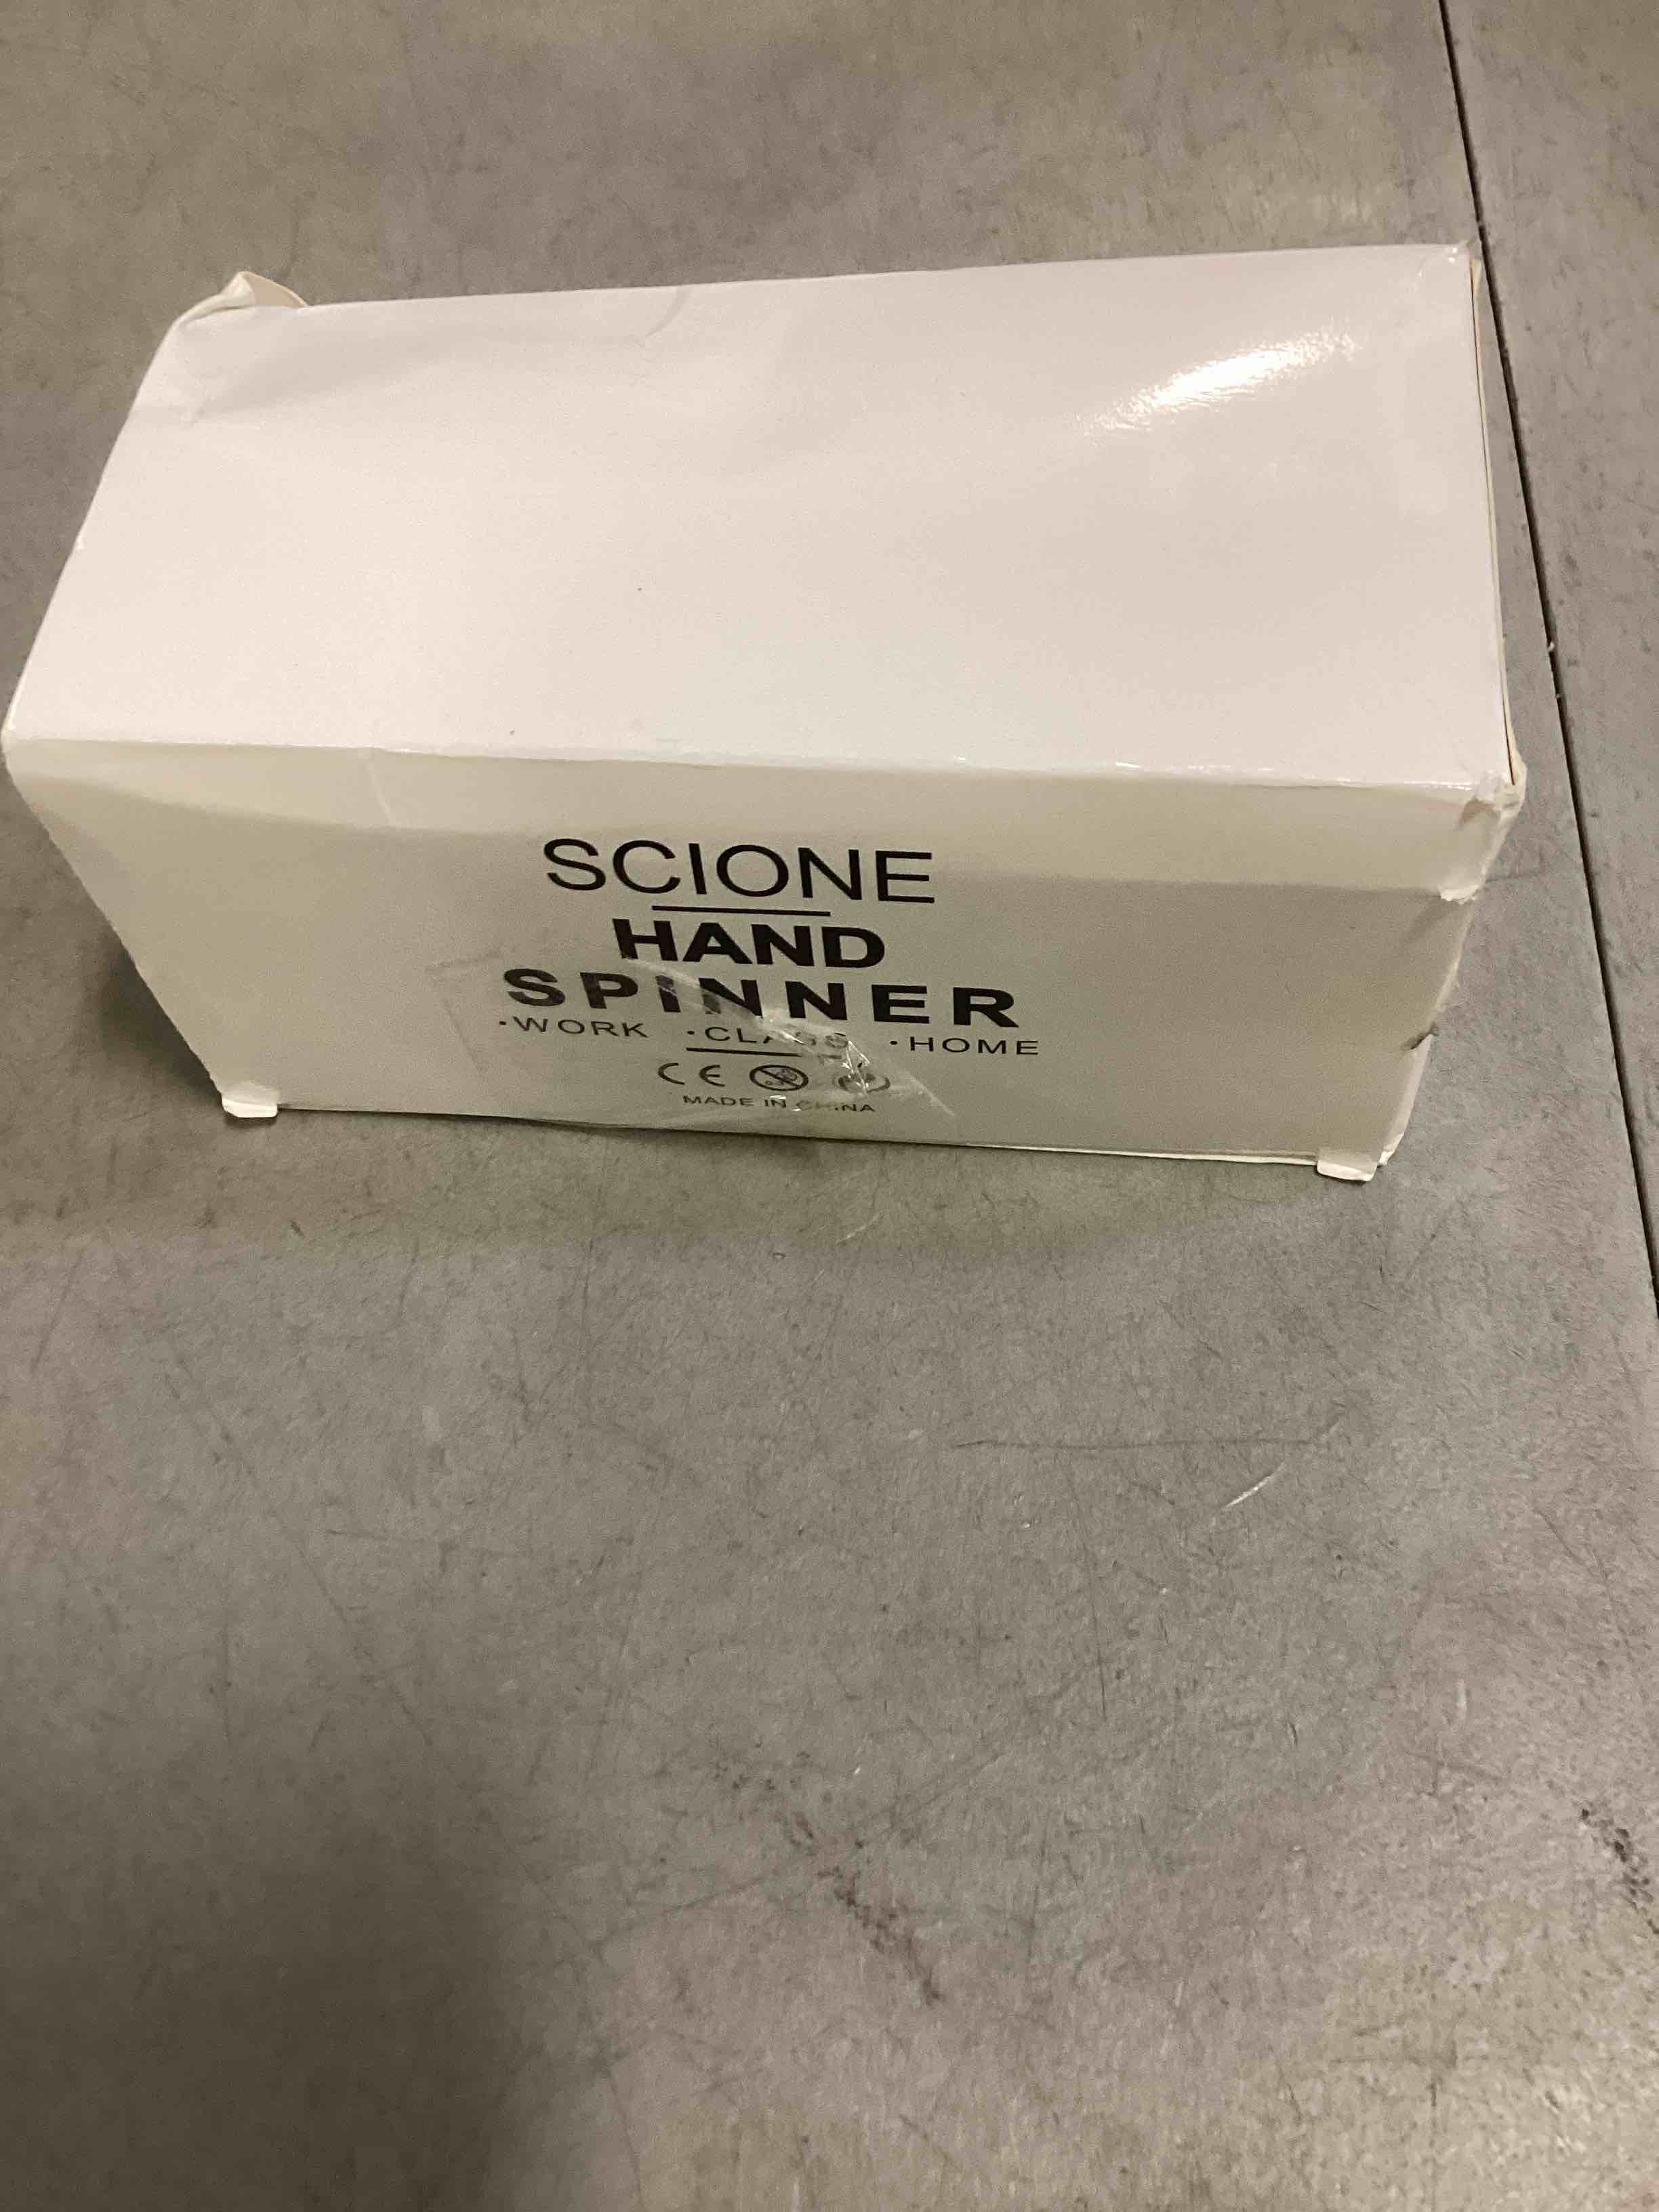 SCIONE
HAND
SPINNER
·WORK ·CLASS ·HOME
CE
MADE IN CHINA